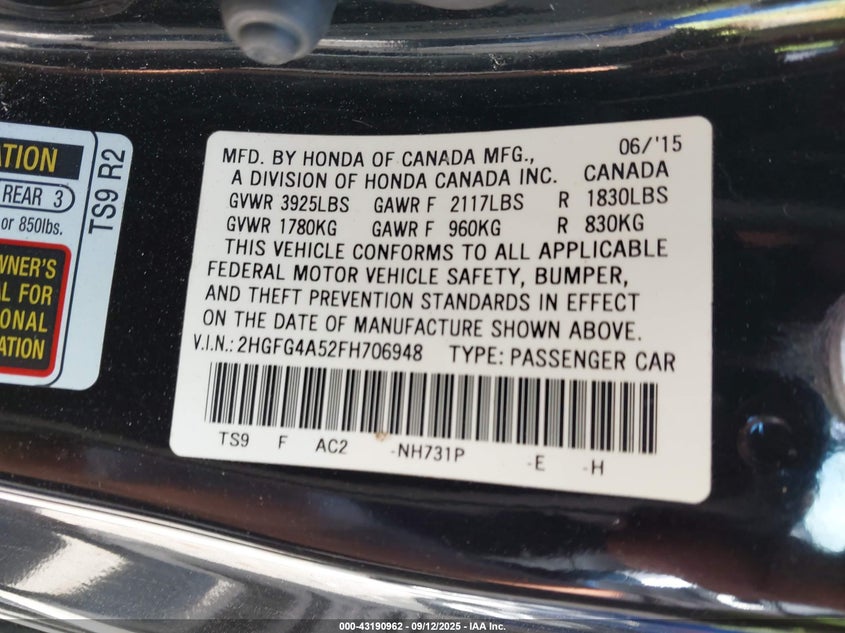 ATION
REAR 3
or 850lbs.
TS9 R2
WNER'S
AL FOR
IONAL
ION.
06/'15
MFD. BY HONDA OF CANADA MFG.,
A DIVISION OF HONDA CANADA INC. CANADA
GVWR 3925LBS GAWR F 2117LBS R 1830LBS
GVWR 1780KG GAWR F 960KG R 830KG
THIS VEHICLE CONFORMS TO ALL APPLICABLE
FEDERAL MOTOR VEHICLE SAFETY, BUMPER,
AND THEFT PREVENTION STANDARDS IN EFFECT
ON THE DATE OF MANUFACTURE SHOWN ABOVE.
V.I.N.: 2HGFG4A52FH706948 TYPE: PASSENGER CAR
TS9 F AC2 -NH731P -E -H
000-43190962 - 09/12/2025 - IAA Inc.